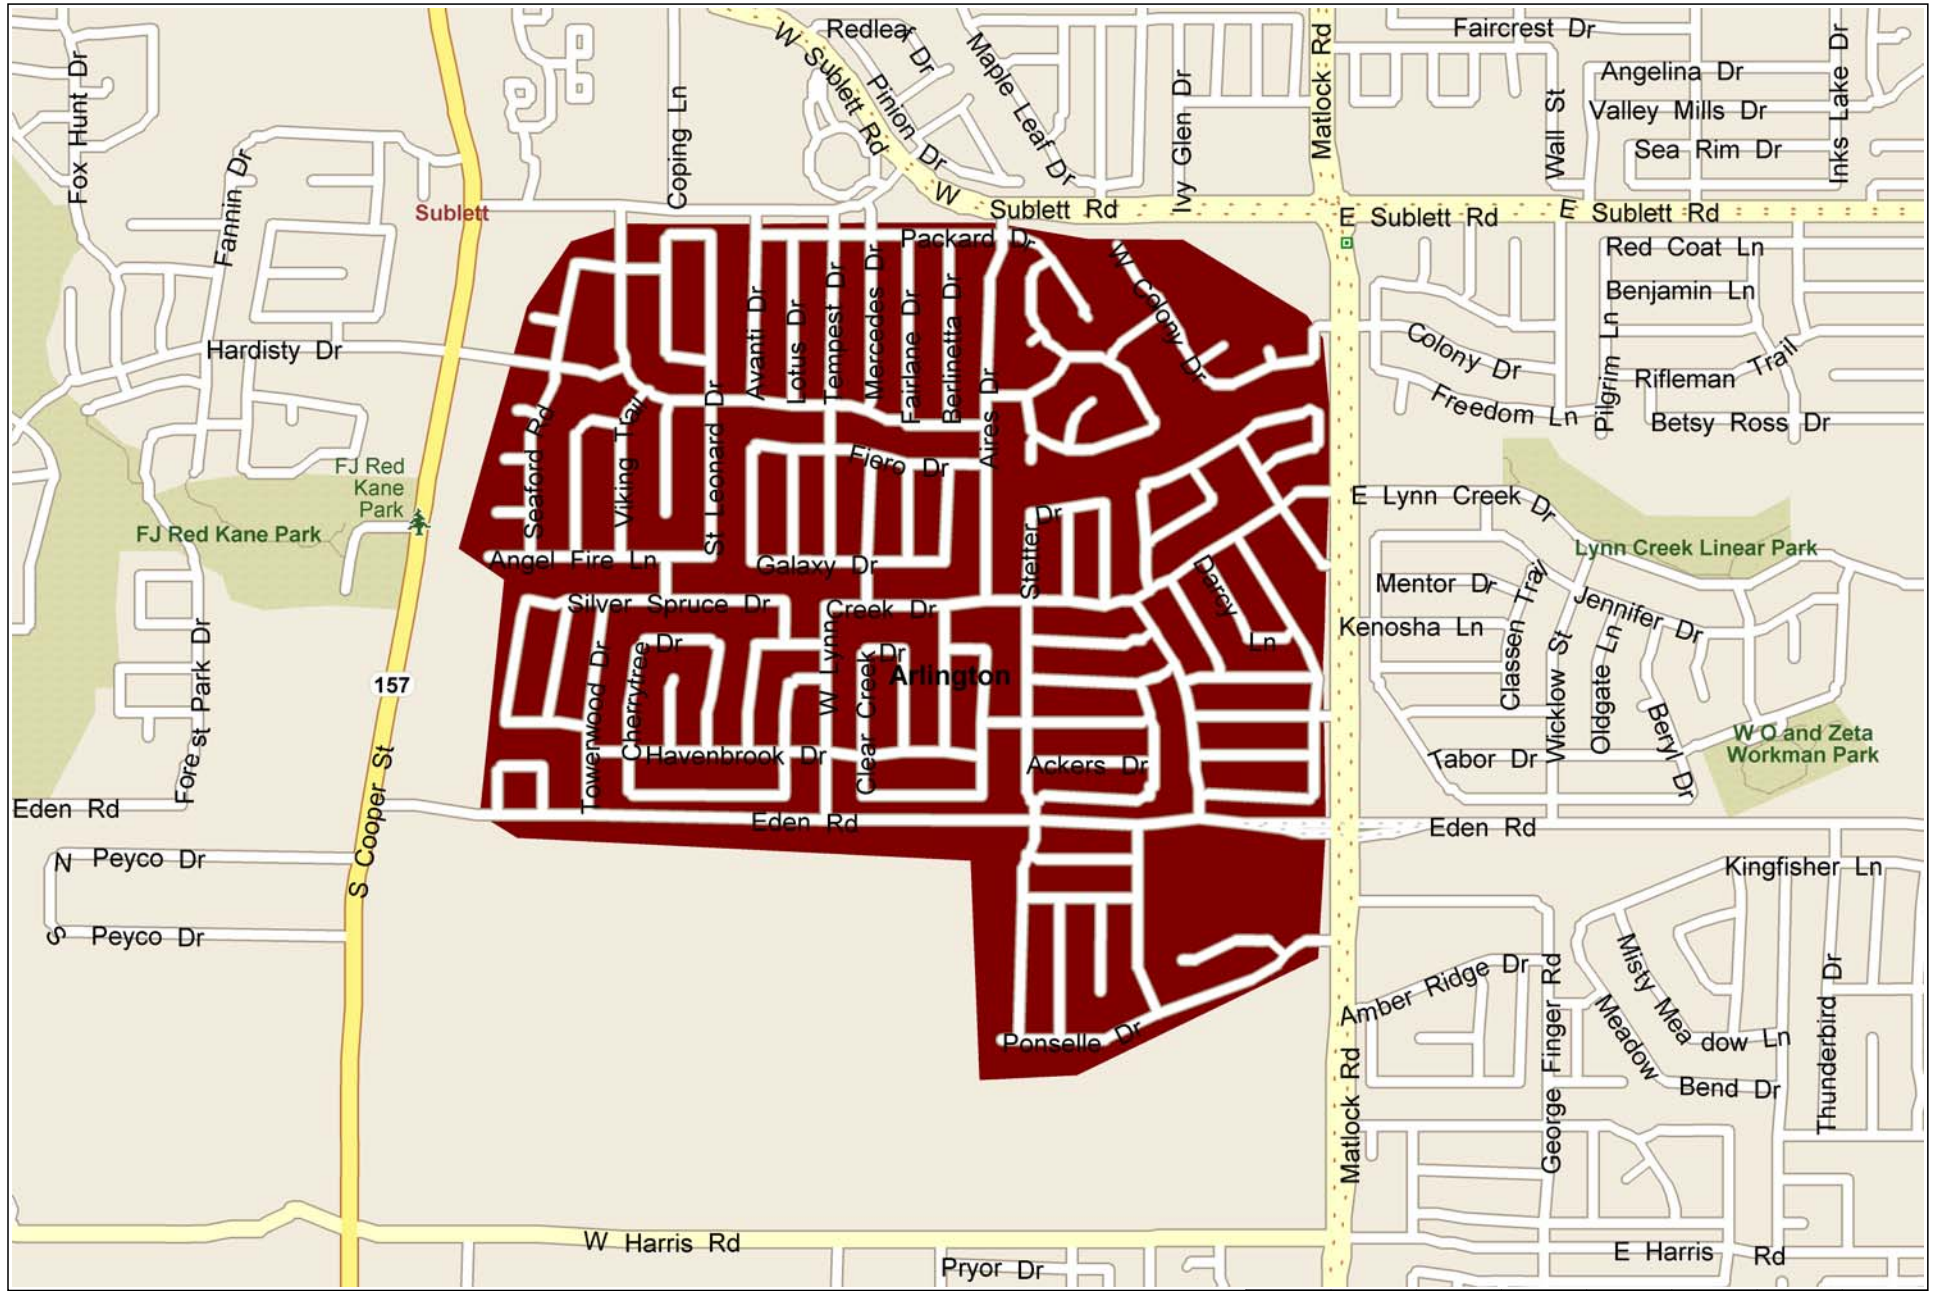 Redleaf Dr
Faircrest Dr
W Sublett Rd
Maple Leaf Dr
Matlock Rd
Fox Hunt Dr
Angelina Dr
Inks Lake Dr
Pinion Dr
Coping Ln
Ivy Glen Dr
Wall St
Valley Mills Dr
Sea Rim Dr
Fannin Dr
Sublett
W Sublett Rd
E Sublett Rd
E Sublett Rd
Packard Dr
W Colony Dr
Red Coat Ln
Benjamin Ln
Avanti Dr
Lotus Dr
Tempest Dr
Mercedes Dr
Fairlane Dr
Berlinetta Dr
Aires Dr
Hardisty Dr
Colony Dr
Pilgrim Ln
Rifleman Trail
Freedom Ln
Betsy Ross Dr
Seaford Rd
Viking Trail
St Leonard Dr
Fiero Dr
FJ Red
Kane
Park
FJ Red Kane Park
E Lynn Creek Dr
Stetter Dr
Lynn Creek Linear Park
Angel Fire Ln
Galaxy Dr
Darcy Ln
Mentor Dr
Classen Trail
Jennifer Dr
Silver Spruce Dr
W Lynn Creek Dr
Kenosha Ln
Forest Park Dr
Towerwood Dr
Cherrytree Dr
Clear Creek Dr
Arlington
Wicklow St
Oldgate Ln
157
Beryl Dr
W O and Zeta
Workman Park
Havenbrook Dr
Ackers Dr
Tabor Dr
S Cooper St
Eden Rd
Eden Rd
Eden Rd
N Peyco Dr
Kingfisher Ln
S Peyco Dr
Amber Ridge Dr
George Finger Rd
Misty Meadow Ln
Thunderbird Dr
Meadow Bend Dr
Ponselle Dr
Matlock Rd
W Harris Rd
E Harris Rd
Pryor Dr